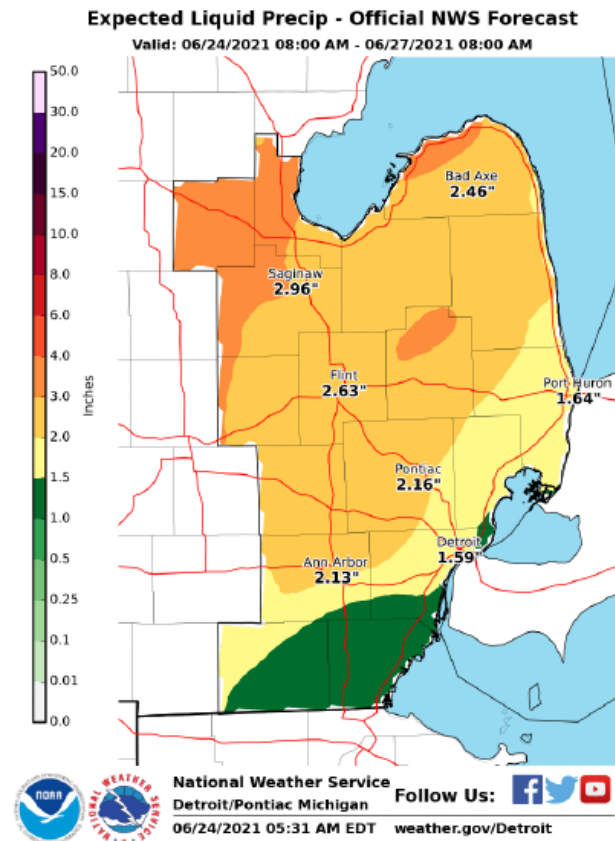 Expected Liquid Precip - Official NWS Forecast
Valid: 06/24/2021 08:00 AM - 06/27/2021 08:00 AM
50.0
30.0
20.0
15.0
10.0
8.0
6.0
4.0
3.0
2.0
1.5
1.0
0.5
0.25
0.1
0.01
0.0
Inches
Bad Axe
2.46"
Saginaw
2.96"
Flint
2.63"
Port Huron
1.64"
Pontiac
2.16"
Detroit
1.59"
Ann Arbor
2.13"
noaa
NATIONAL WEATHER SERVICE
National Weather Service
Detroit/Pontiac Michigan
Follow Us:
06/24/2021 05:31 AM EDT weather.gov/Detroit